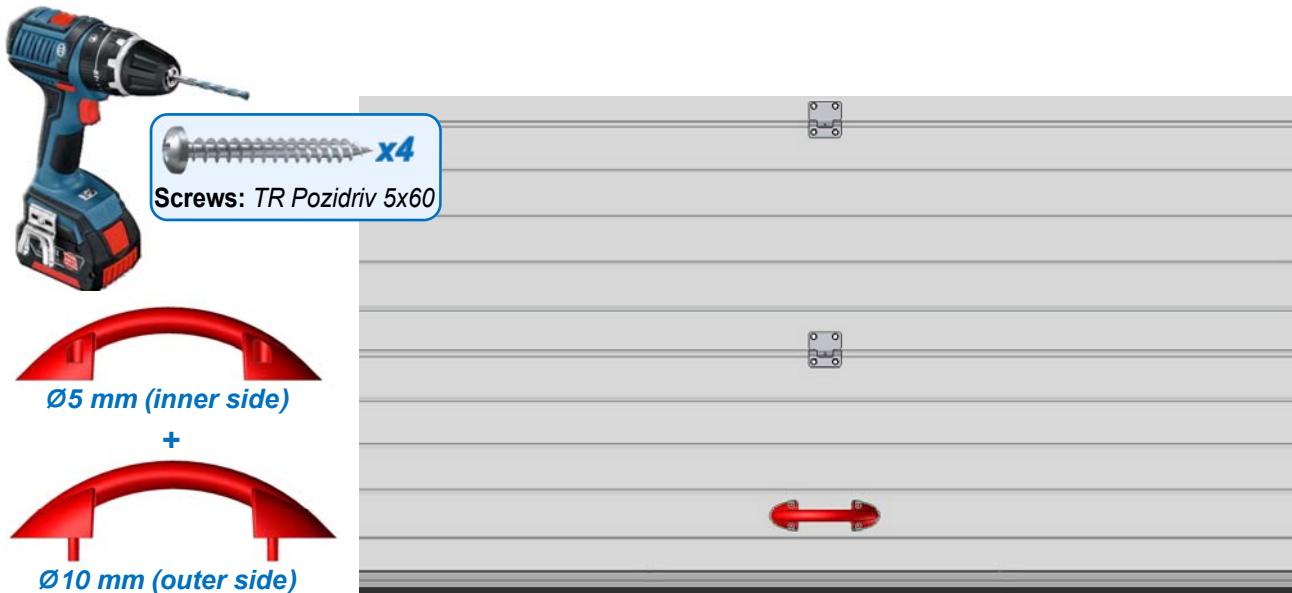 x4
Screws: TR Pozidriv 5x60
Ø5 mm (inner side)
+
Ø10 mm (outer side)